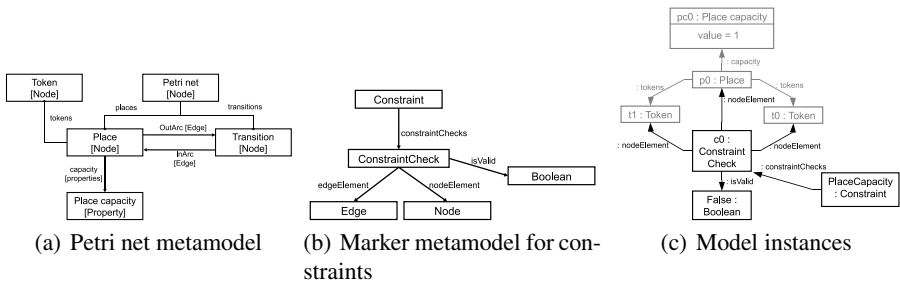 Token
[Node]
Petri net
[Node]
places
transitions
tokens
Place
[Node]
OutArc [Edge]
InArc
[Edge]
Transition
[Node]
capacity
[properties]
Place capacity
[Property]
(a) Petri net metamodel
Constraint
constraintChecks
ConstraintCheck
isValid
Boolean
edgeElement
nodeElement
Edge
Node
(b) Marker metamodel for con-
straints
pc0 : Place capacity
value = 1
: capacity
p0 : Place
: tokens
: tokens
: nodeElement
t1 : Token
t0 : Token
: nodeElement
: nodeElement
c0 :
Constraint
Check
: constraintChecks
: isValid
PlaceCapacity
: Constraint
False :
Boolean
(c) Model instances